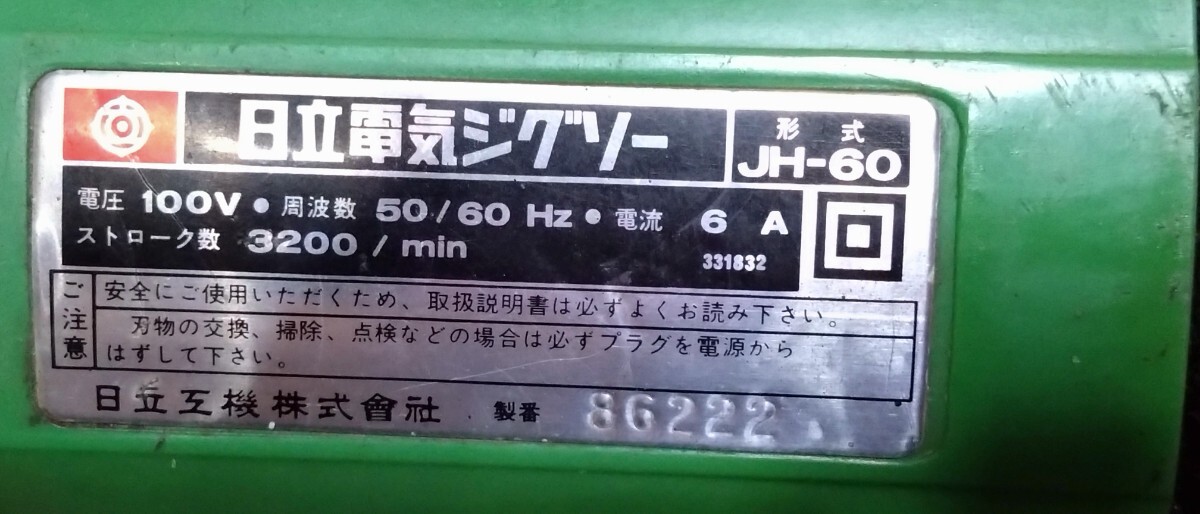 日立電気ジグソー
形 式
JH-60
電圧 100V ● 周波数 50/60 Hz ● 電流 6 A
ストローク数 3200 / min
331832
ご注意
安全にご使用いただくため、取扱説明書は必ずよくお読み下さい。
刃物の交換、掃除、点検などの場合は必ずプラグを電源から
はずして下さい。
日立工機株式會社 製番 86222